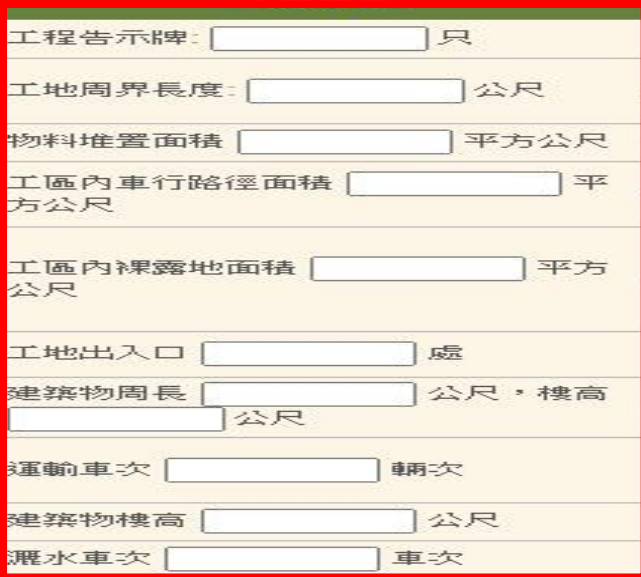 工程告示牌: 只
工地周界長度: 公尺
物料堆置面積 平方公尺
工區內車行路徑面積 平
方公尺
工區內裸露地面積 平方
公尺
工地出入口 處
建築物周長 公尺，樓高
公尺
運輸車次 輛次
建築物樓高 公尺
灑水車次 車次